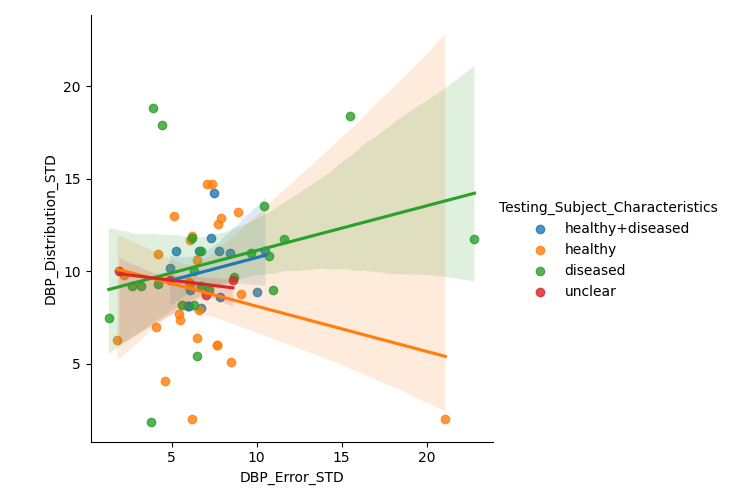 20
15
10
5
DBP_Distribution_STD
5
10
15
20
DBP_Error_STD
Testing_Subject_Characteristics
healthy+diseased
healthy
diseased
unclear